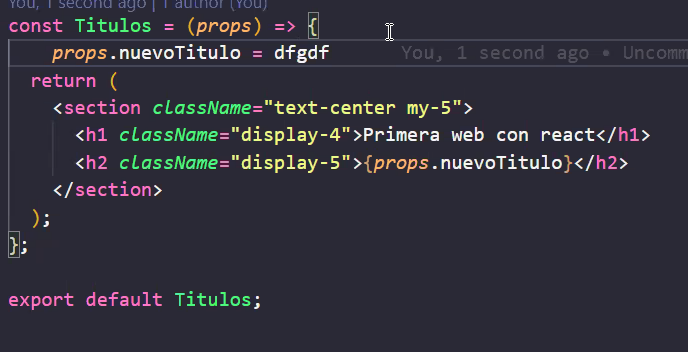 You, 1 second ago | 1 author (You)
const Titulos = (props) => {
props.nuevoTitulo = dfgdf You, 1 second ago • Uncomm
return (
<section className="text-center my-5">
<h1 className="display-4">Primera web con react</h1>
<h2 className="display-5">{props.nuevoTitulo}</h2>
</section>
);
};
export default Titulos;